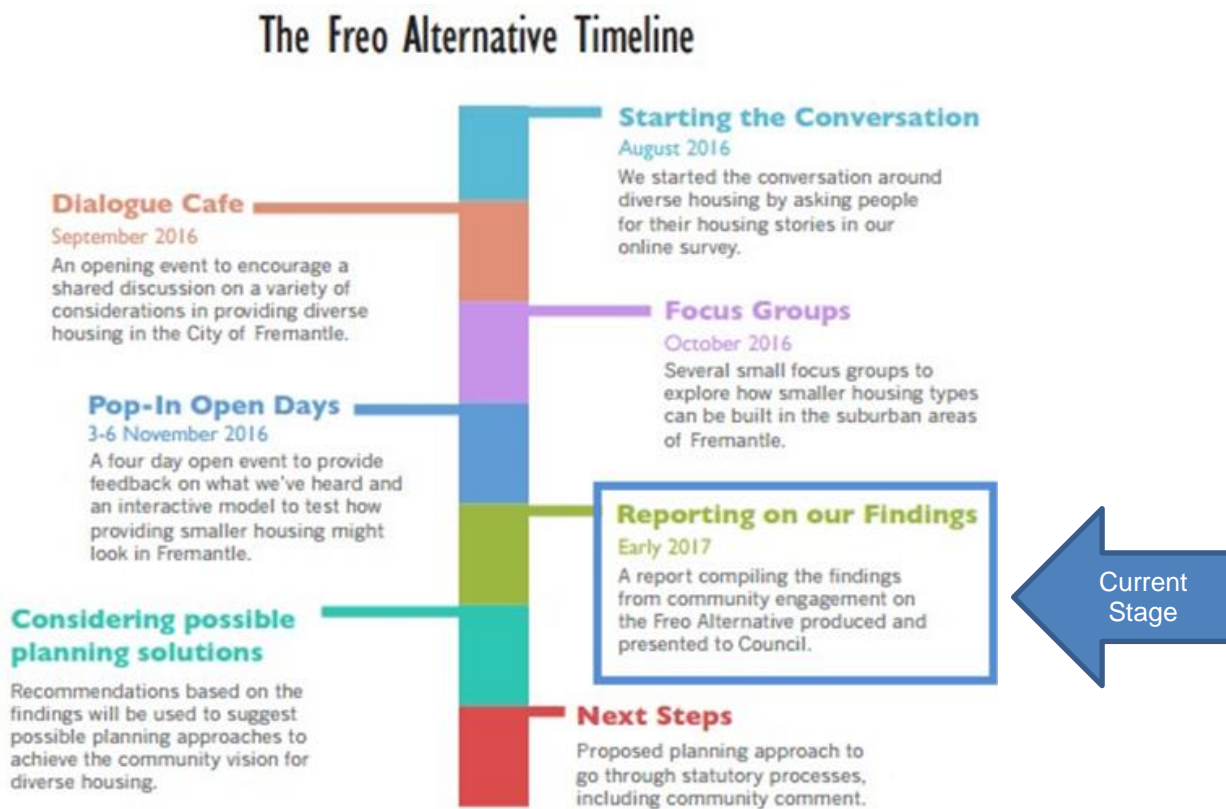 The Freo Alternative Timeline
Starting the Conversation
August 2016
We started the conversation around
diverse housing by asking people
for their housing stories in our
online survey.
Dialogue Cafe
September 2016
An opening event to encourage a
shared discussion on a variety of
considerations in providing diverse
housing in the City of Fremantle.
Focus Groups
October 2016
Several small focus groups to
explore how smaller housing types
can be built in the suburban areas
of Fremantle.
Pop-In Open Days
3-6 November 2016
A four day open event to provide
feedback on what we've heard and
an interactive model to test how
providing smaller housing might
look in Fremantle.
Reporting on our Findings
Early 2017
A report compiling the findings
from community engagement on
the Freo Alternative produced and
presented to Council.
Current
Stage
Considering possible
planning solutions
Recommendations based on the
findings will be used to suggest
possible planning approaches to
achieve the community vision for
diverse housing.
Next Steps
Proposed planning approach to
go through statutory processes,
including community comment.